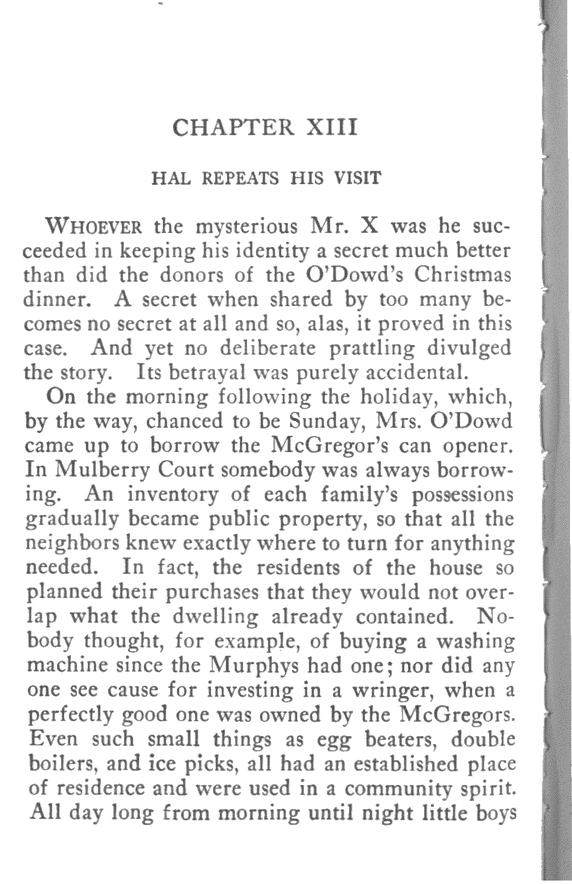 CHAPTER XIII
HAL REPEATS HIS VISIT
WHOEVER the mysterious Mr. X was he suc-
ceeded in keeping his identity a secret much better
than did the donors of the O'Dowd's Christmas
dinner. A secret when shared by too many be-
comes no secret at all and so, alas, it proved in this
case. And yet no deliberate prattling divulged
the story. Its betrayal was purely accidental.
On the morning following the holiday, which,
by the way, chanced to be Sunday, Mrs. O'Dowd
came up to borrow the McGregor's can opener.
In Mulberry Court somebody was always borrow-
ing. An inventory of each family's possessions
gradually became public property, so that all the
neighbors knew exactly where to turn for anything
needed. In fact, the residents of the house so
planned their purchases that they would not over-
lap what the dwelling already contained. No-
body thought, for example, of buying a washing
machine since the Murphys had one; nor did any
one see cause for investing in a wringer, when a
perfectly good one was owned by the McGregors.
Even such small things as egg beaters, double
boilers, and ice picks, all had an established place
of residence and were used in a community spirit.
All day long from morning until night little boys